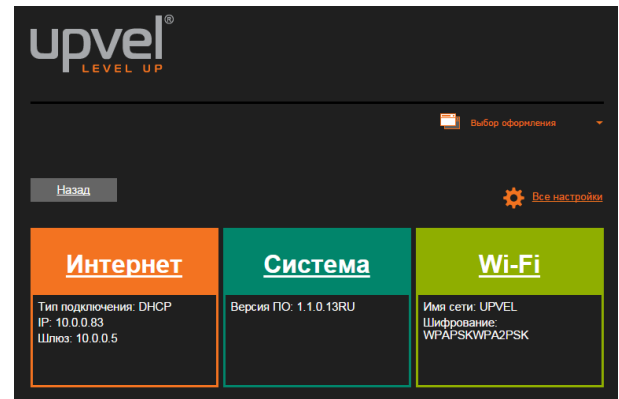 upvel®
LEVEL UP
Выбор оформления
Назад
Все настройки
Интернет
Система
Wi-Fi
Тип подключения: DHCP
IP: 10.0.0.83
Шлюз: 10.0.0.5
Версия ПО: 1.1.0.13RU
Имя сети: UPVEL
Шифрование:
WPAPSKWPA2PSK